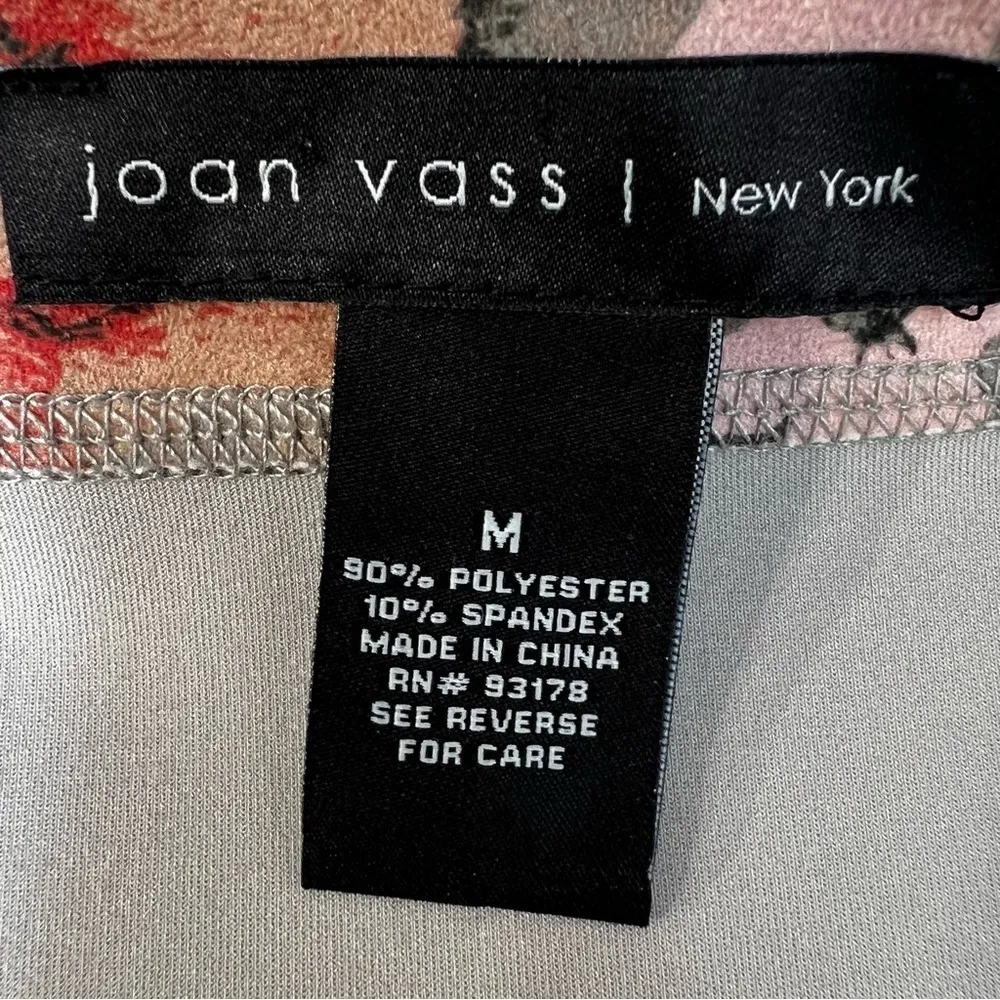 joan vass | New York
M
90% POLYESTER
10% SPANDEX
MADE IN CHINA
RN# 93178
SEE REVERSE
FOR CARE